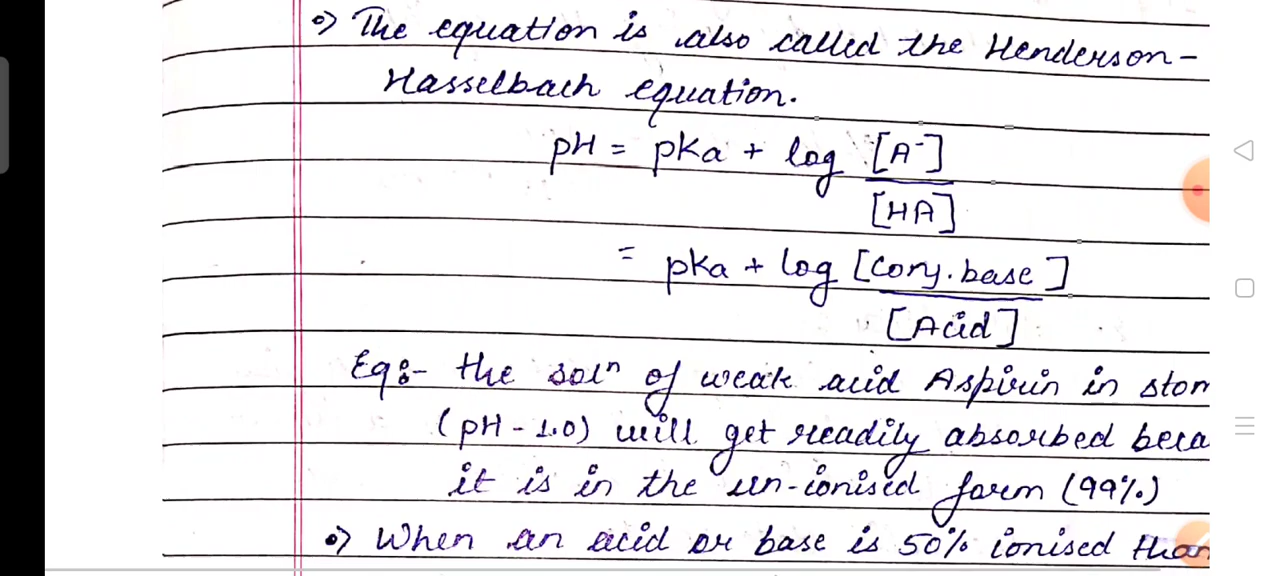 •) The equation is also called the Henderson-
Hasselbach equation.
pH = pKa + log [A⁻]
[HA]
= pKa + log [Conj. base]
[Acid]
Eg:- the solⁿ of weak acid Aspirin in stom
(pH - 1.0) will get readily absorbed beca
it is in the un-ionised form (99%)
•) When an acid or base is 50% ionised than